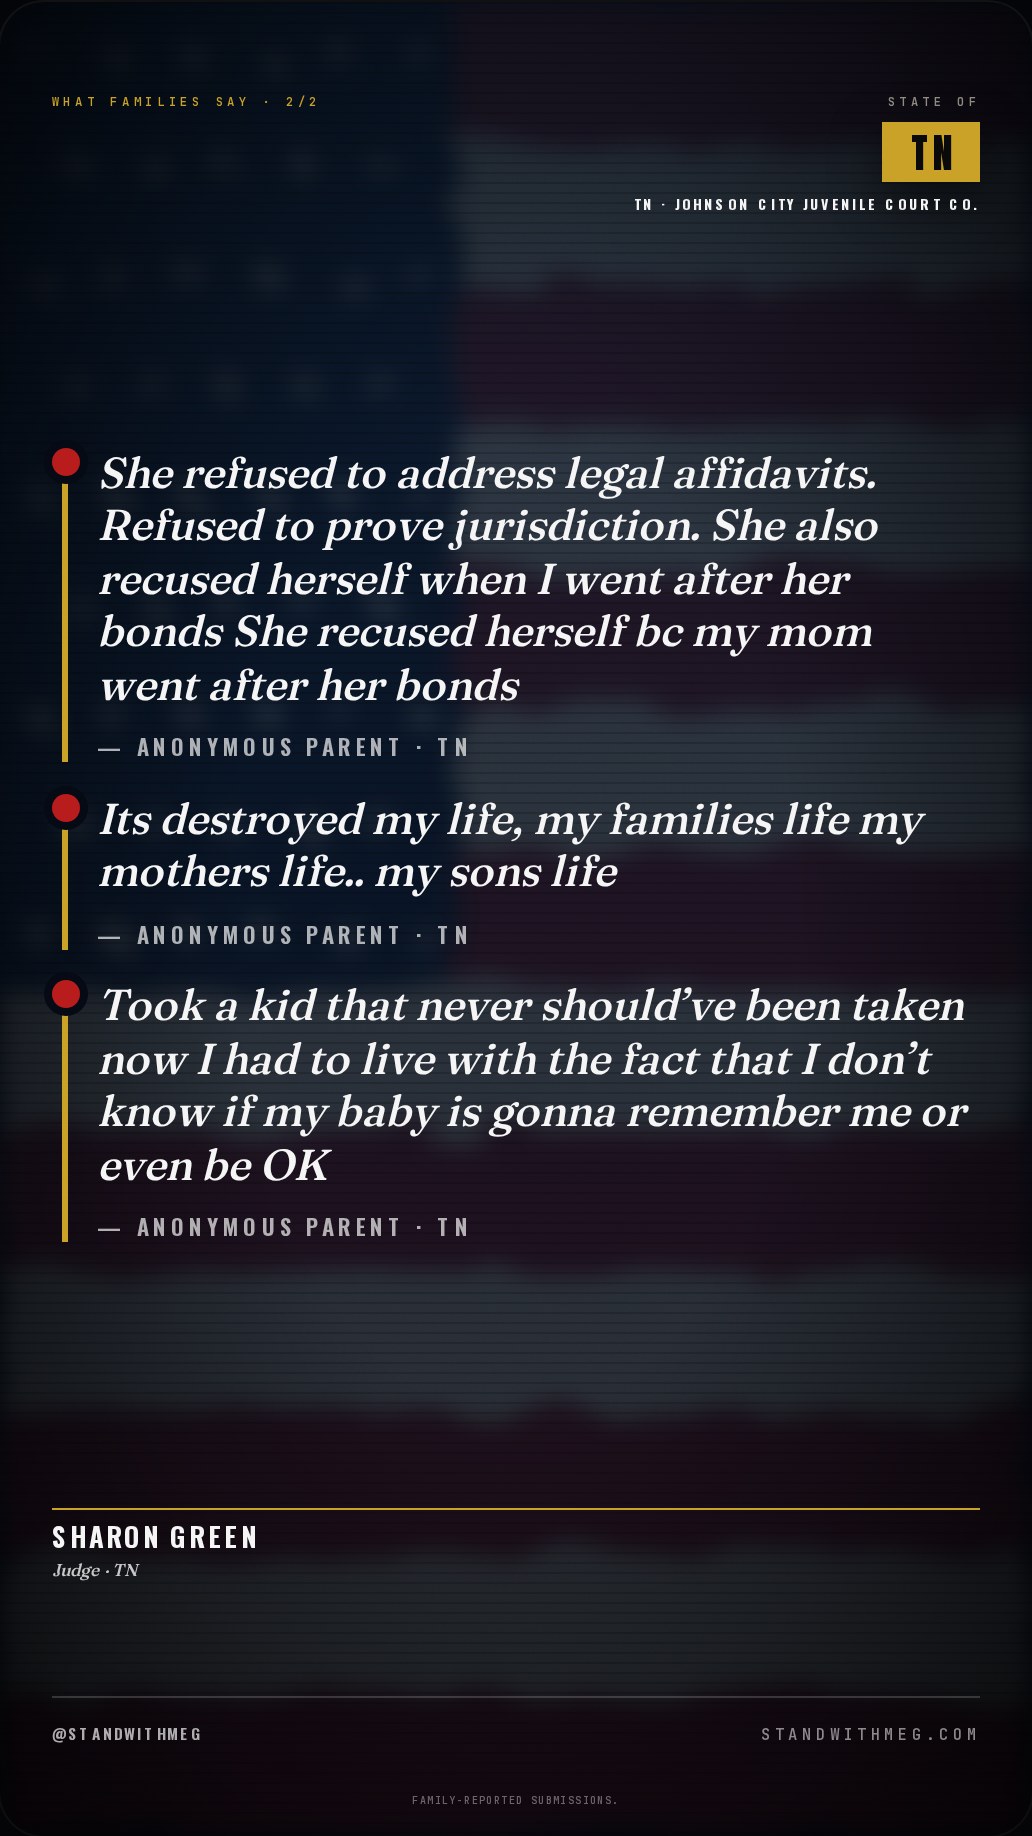 WHAT FAMILIES SAY · 2/2
STATE OF
TN
TN · JOHNSON CITY JUVENILE COURT CO.
She refused to address legal affidavits.
Refused to prove jurisdiction. She also
recused herself when I went after her
bonds She recused herself bc my mom
went after her bonds
— ANONYMOUS PARENT · TN
Its destroyed my life, my families life my
mothers life.. my sons life
— ANONYMOUS PARENT · TN
Took a kid that never should’ve been taken
now I had to live with the fact that I don’t
know if my baby is gonna remember me or
even be OK
— ANONYMOUS PARENT · TN
SHARON GREEN
Judge · TN
@STANDWITHMEG
STANDWITHMEG.COM
FAMILY-REPORTED SUBMISSIONS.